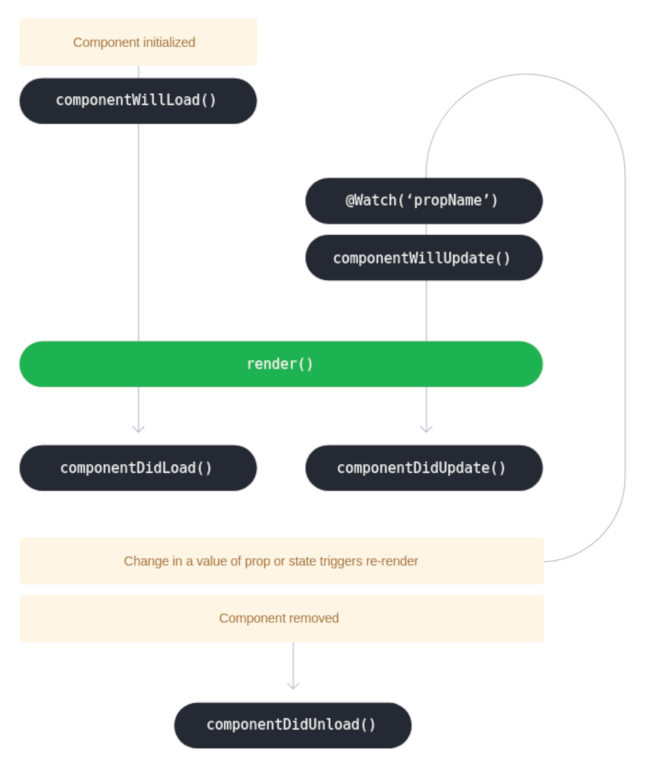 Component initialized
componentWillLoad()
@Watch(‘propName’)
componentWillUpdate()
render()
componentDidLoad()
componentDidUpdate()
Change in a value of prop or state triggers re-render
Component removed
componentDidUnload()